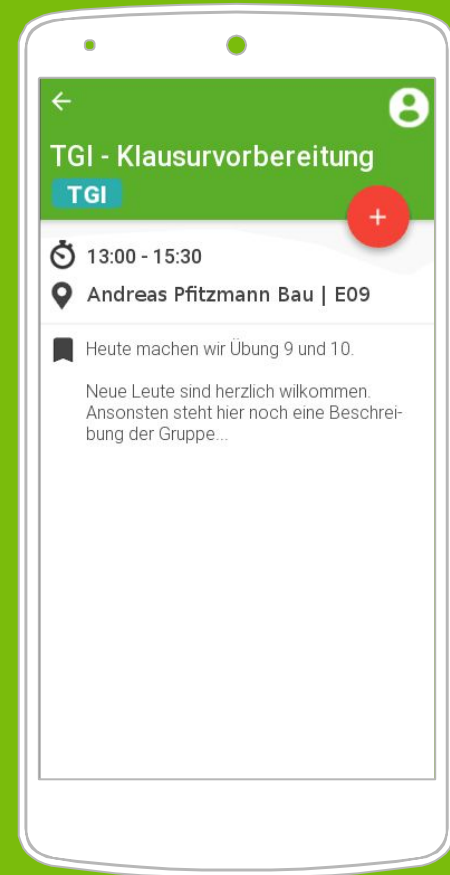 TGI - Klausurvorbereitung
TGI
13:00 - 15:30
Andreas Pfitzmann Bau | E09
Heute machen wir Übung 9 und 10.
Neue Leute sind herzlich wilkommen.
Ansonsten steht hier noch eine Beschrei-
bung der Gruppe...